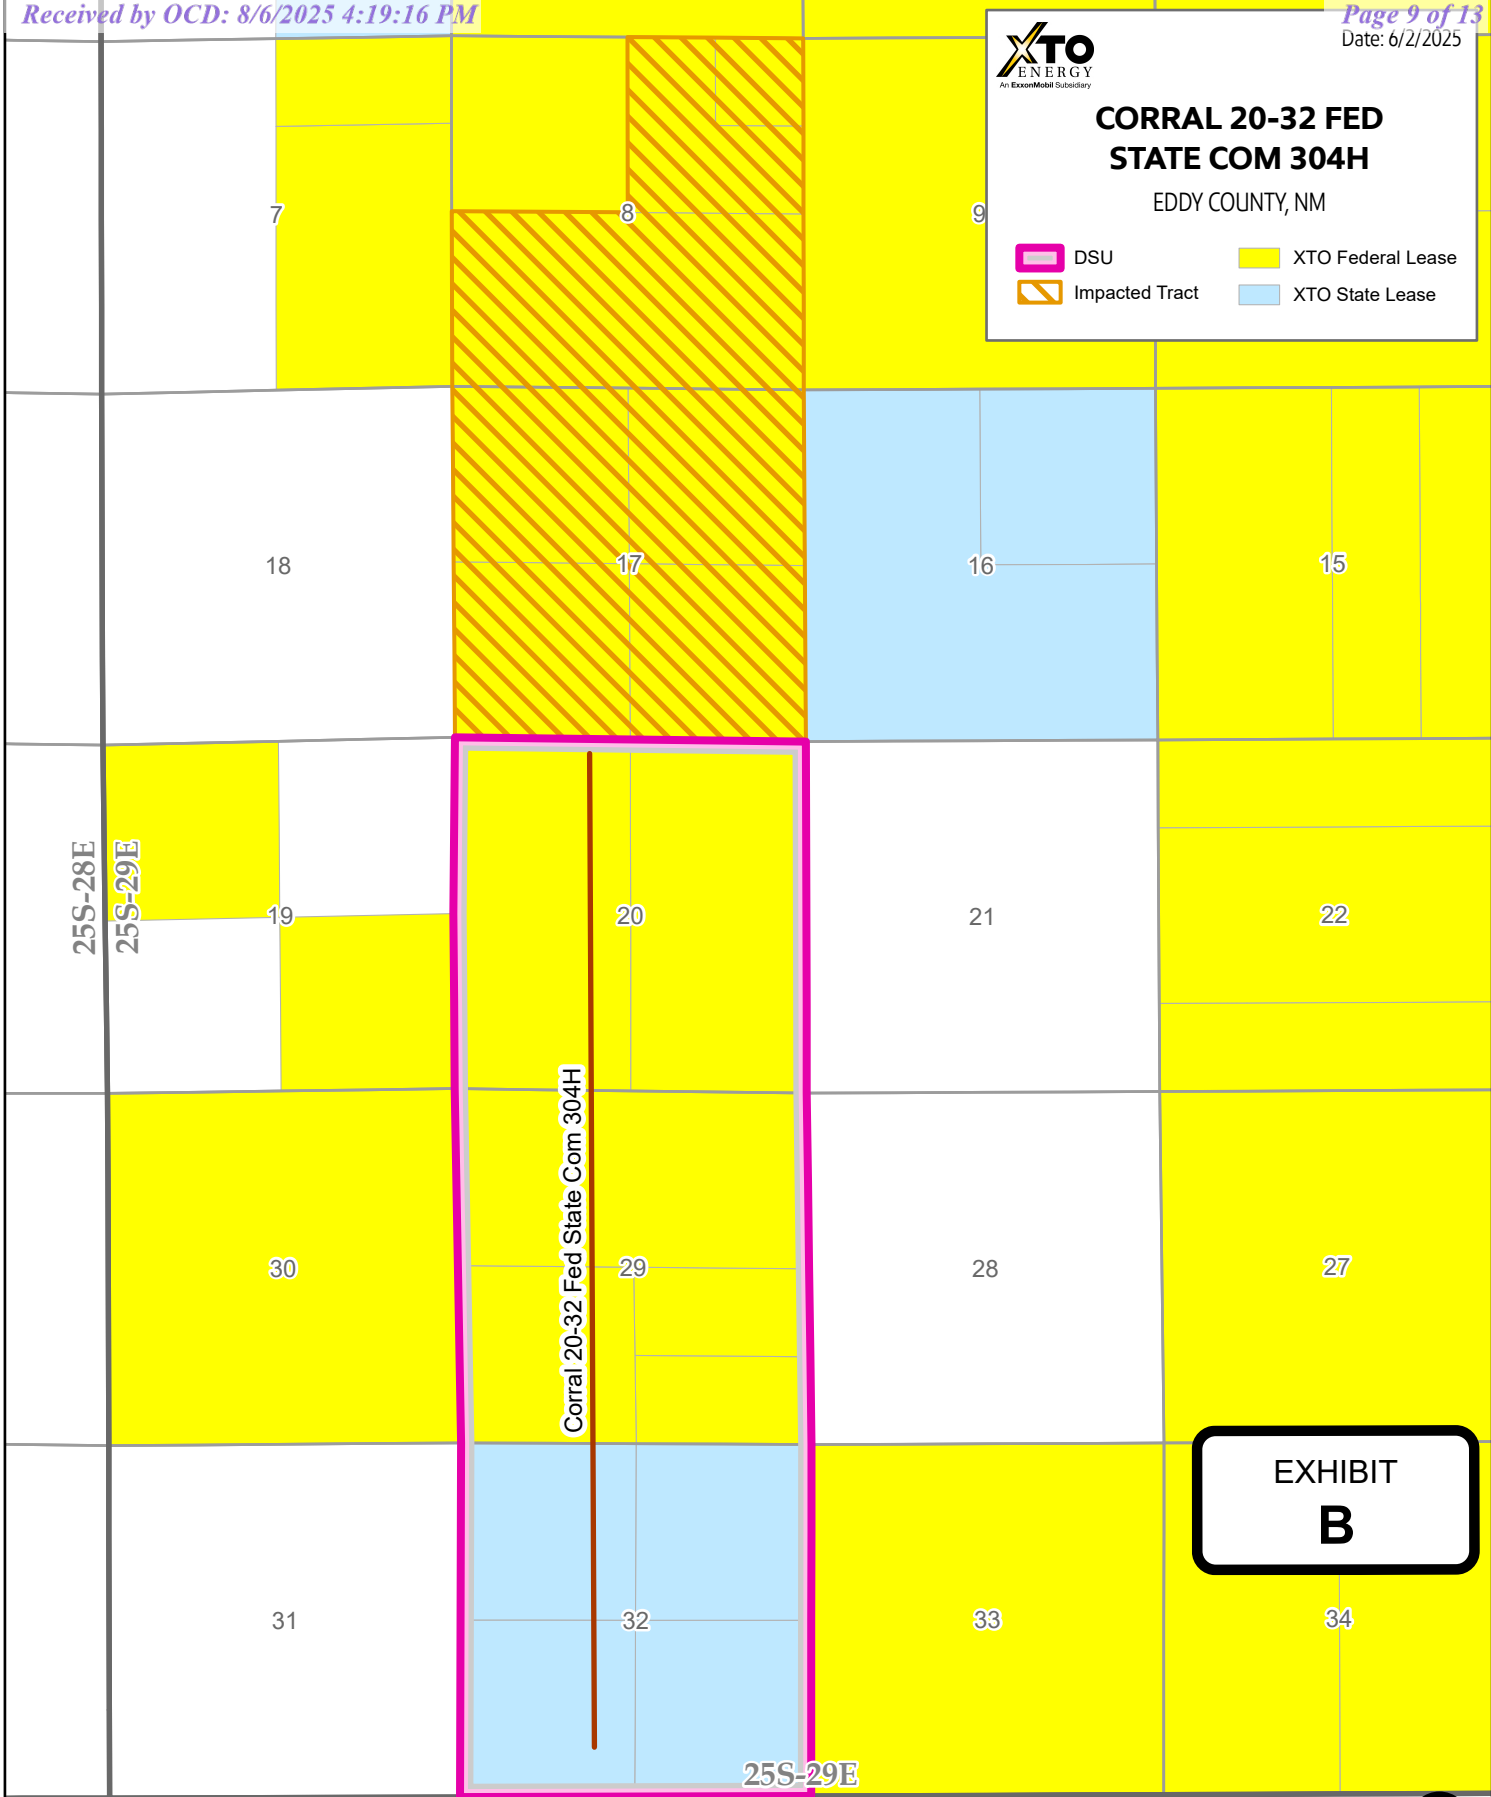 Received by OCD: 8/6/2025 4:19:16 PM
Page 9 of 13
Date: 6/2/2025
XTO
ENERGY
An ExxonMobil Subsidiary
CORRAL 20-32 FED
STATE COM 304H
EDDY COUNTY, NM
DSU
XTO Federal Lease
Impacted Tract
XTO State Lease
7
8
9
18
17
16
15
25S-28E
25S-29E
19
20
21
22
Corral 20-32 Fed State Com 304H
30
29
28
27
EXHIBIT
B
31
32
33
34
25S-29E